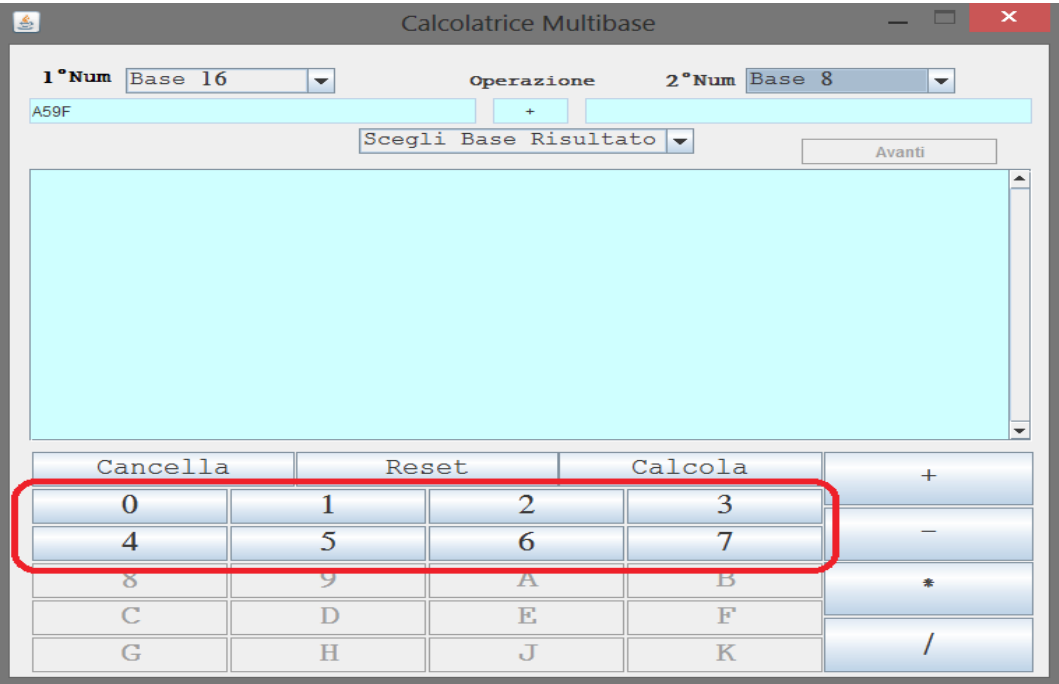 Calcolatrice Multibase
1°Num Base 16 Operazione 2°Num Base 8
A59F +
Scegli Base Risultato Avanti
Cancella Reset Calcola +
0 1 2 3
4 5 6 7 −
8 9 A B *
C D E F
G H J K /